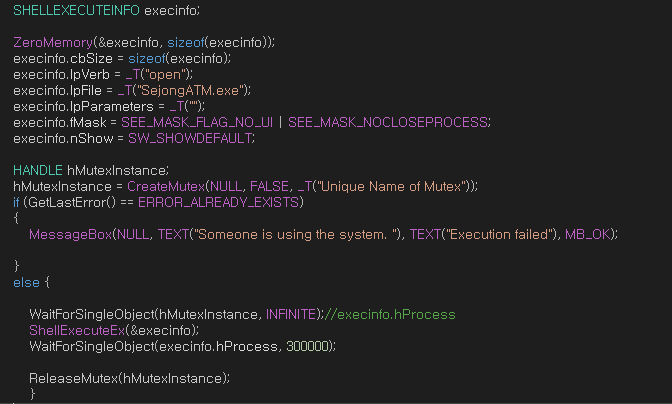 SHELLEXECUTEINFO execinfo;
ZeroMemory(&execinfo, sizeof(execinfo));
execinfo.cbSize = sizeof(execinfo);
execinfo.lpVerb = _T("open");
execinfo.lpFile = _T("SejongATM.exe");
execinfo.lpParameters = _T("");
execinfo.fMask = SEE_MASK_FLAG_NO_UI | SEE_MASK_NOCLOSEPROCESS;
execinfo.nShow = SW_SHOWDEFAULT;
HANDLE hMutexInstance;
hMutexInstance = CreateMutex(NULL, FALSE, _T("Unique Name of Mutex"));
if (GetLastError() == ERROR_ALREADY_EXISTS)
{
MessageBox(NULL, TEXT("Someone is using the system. "), TEXT("Execution failed"), MB_OK);
}
else {
WaitForSingleObject(hMutexInstance, INFINITE);//execinfo.hProcess
ShellExecuteEx(&execinfo);
WaitForSingleObject(execinfo.hProcess, 300000);
ReleaseMutex(hMutexInstance);
}